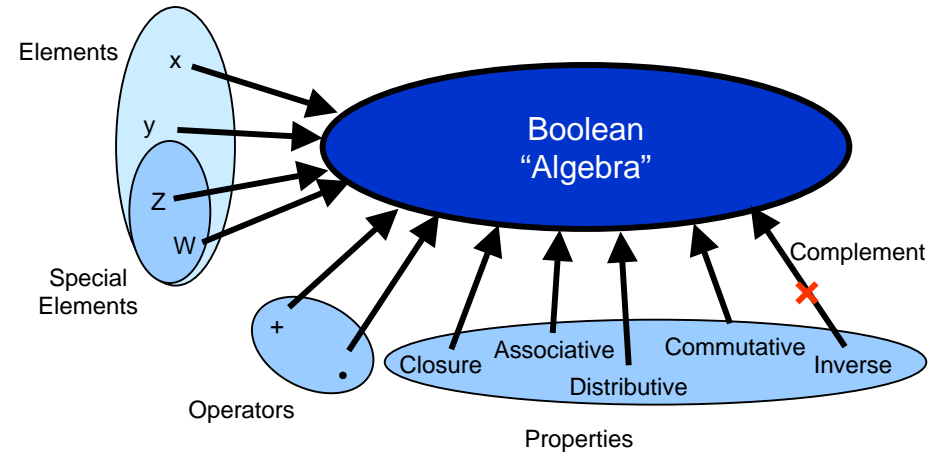 Elements
x
y
Z
W
Special
Elements
Boolean
“Algebra”
Complement
+
•
Operators
Closure
Associative
Distributive
Commutative
Inverse
Properties